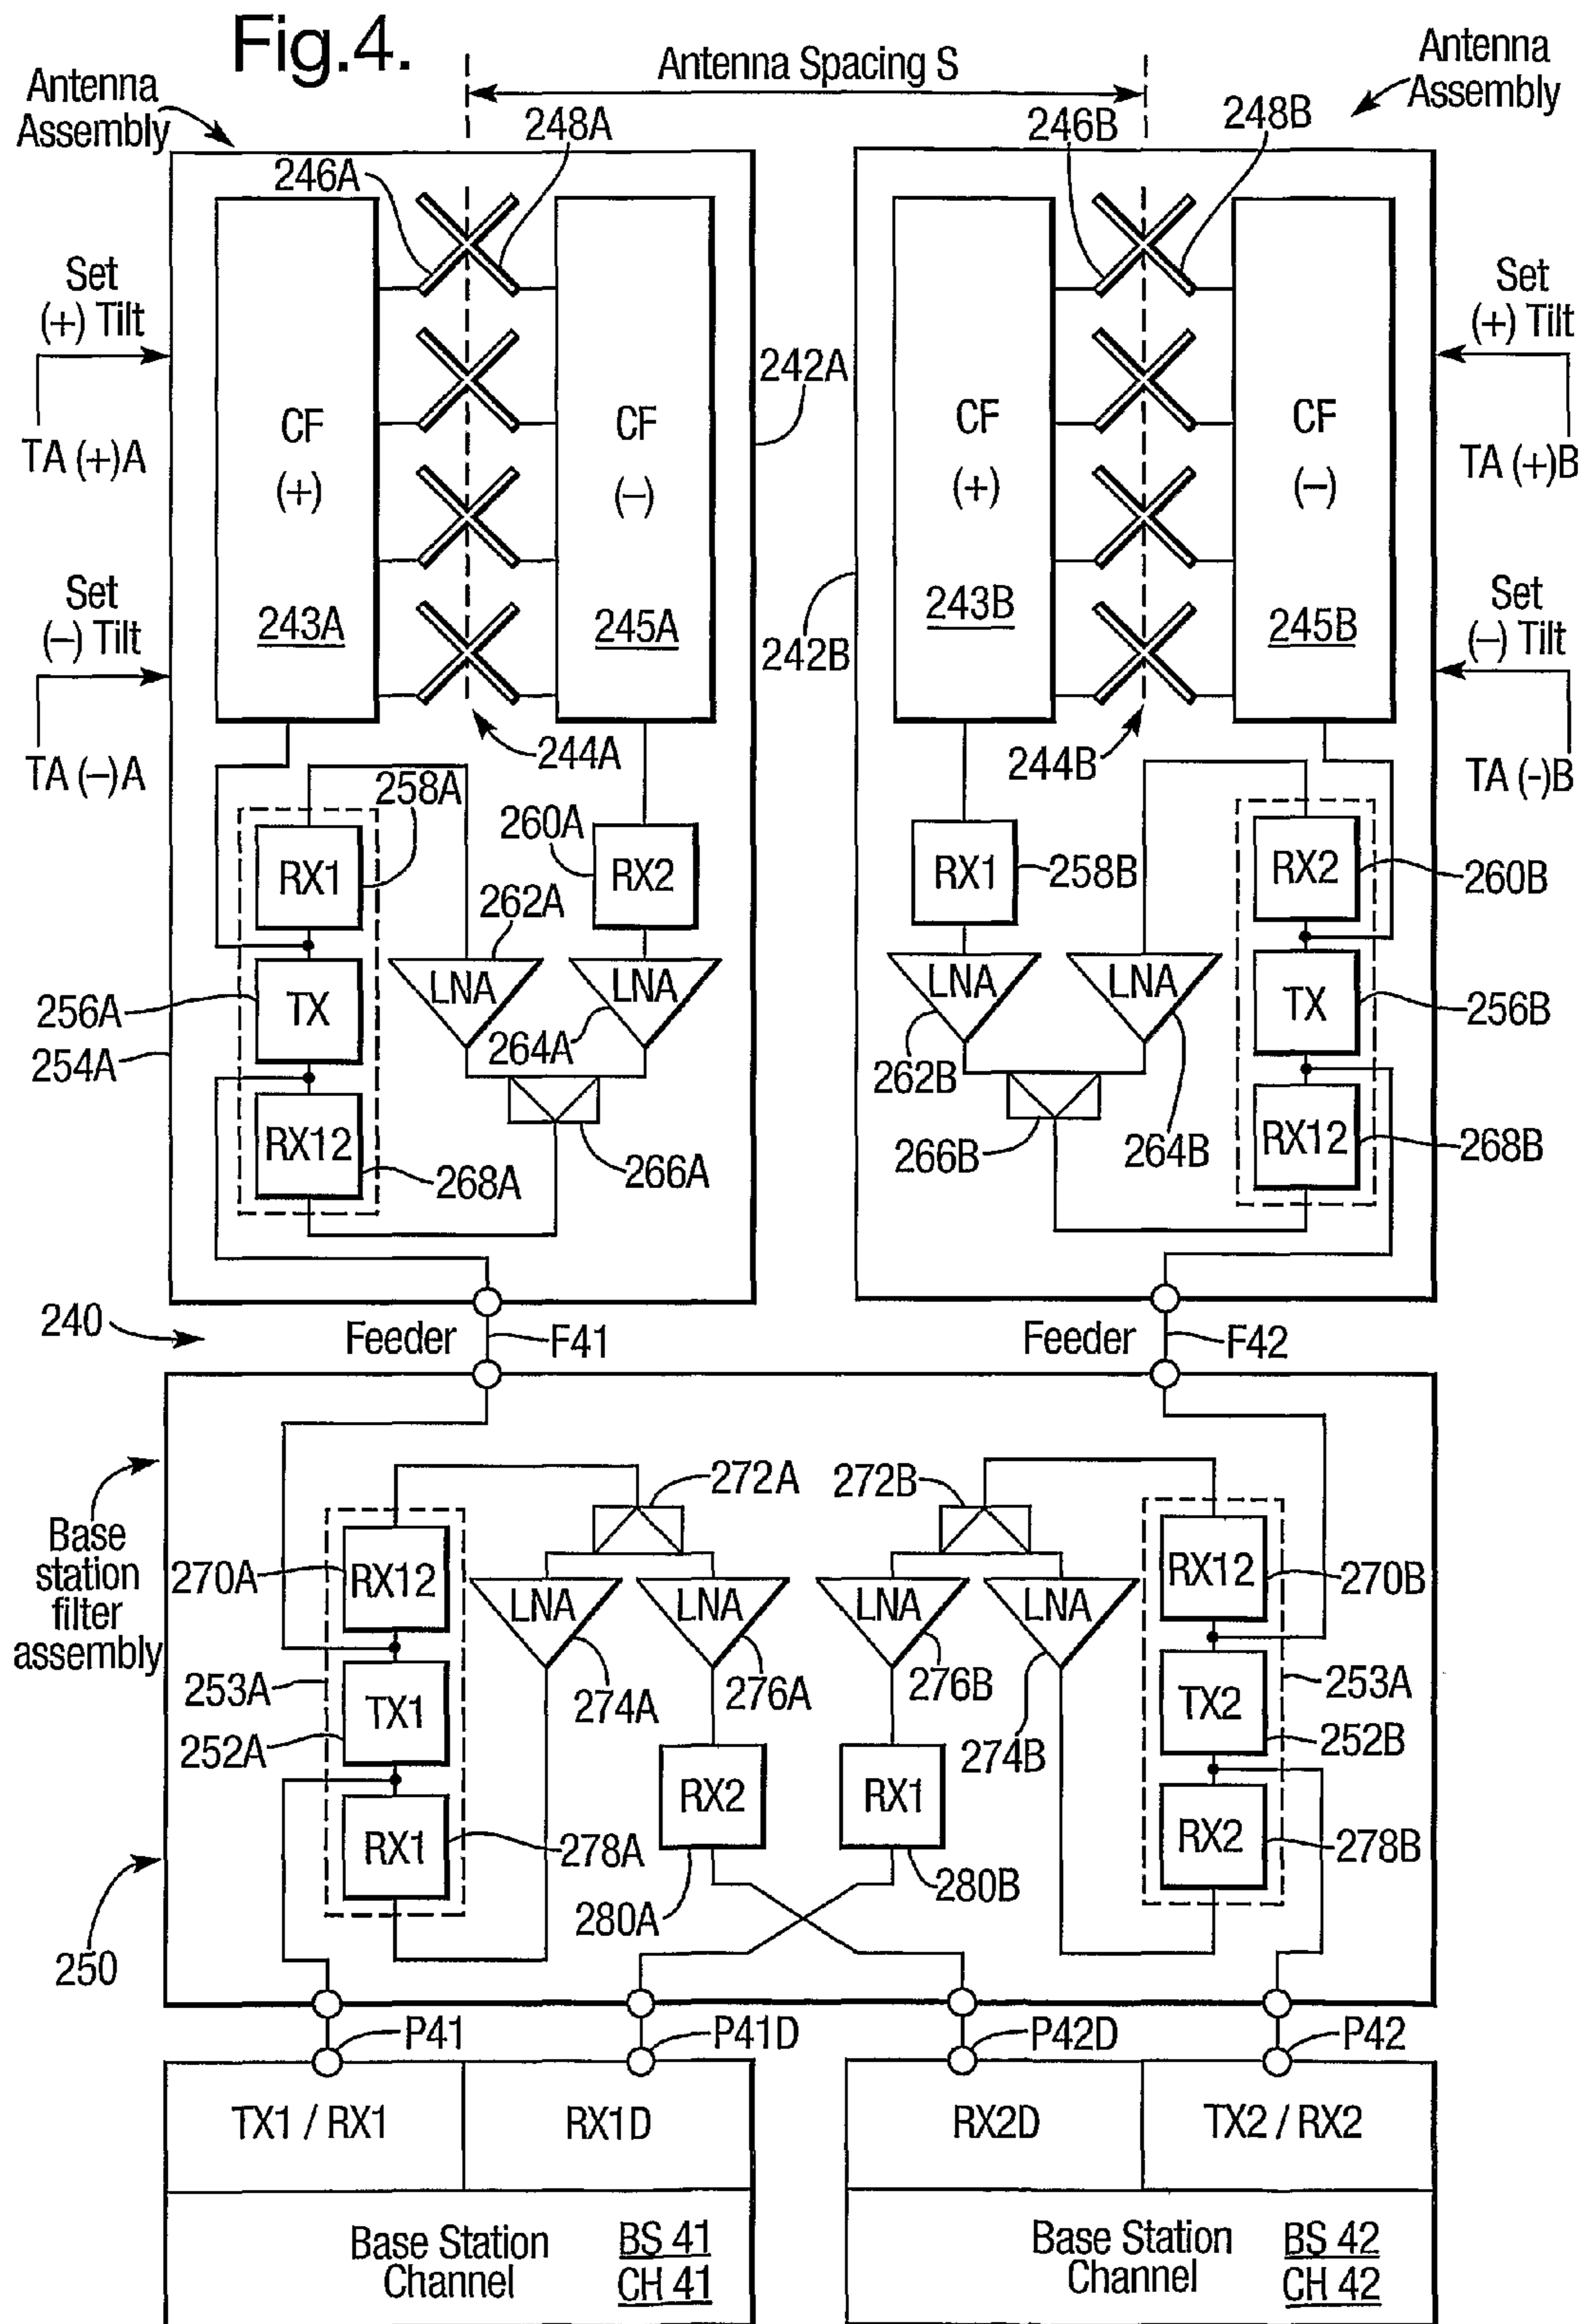 Fig.4.
Antenna Spacing S
Antenna
Assembly
Antenna
Assembly
246A
248A
246B
248B
Set
(+) Tilt
TA (+)A
Set
(–) Tilt
TA (–)A
CF
(+)
243A
CF
(–)
245A
242A
242B
CF
(+)
243B
CF
(–)
245B
Set
(+) Tilt
TA (+)B
Set
(–) Tilt
TA (-)B
244A
244B
258A
260A
RX1
RX2
262A
LNA
LNA
264A
256A
TX
254A
RX12
268A
266A
RX1
258B
RX2
260B
LNA
LNA
TX
256B
262B
264B
266B
RX12
268B
240
Feeder
F41
Feeder
F42
Base
station
filter
assembly
250
272A
272B
270A
RX12
LNA
LNA
LNA
LNA
RX12
270B
253A
TX1
252A
274A
276A
276B
274B
TX2
253A
252B
RX1
278A
RX2
280A
RX1
280B
RX2
278B
P41
P41D
P42D
P42
TX1 / RX1
RX1D
RX2D
TX2 / RX2
Base Station
Channel
BS 41
CH 41
Base Station
Channel
BS 42
CH 42